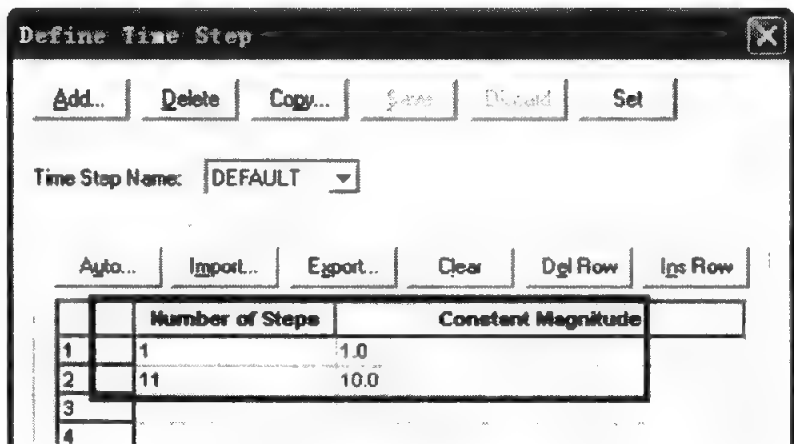 Define Time Step
Add... Delete Copy... Save Discard Set
Time Step Name: DEFAULT
Auto... Import... Export... Clear Del Row Ins Row
Number of Steps Constant Magnitude
1 1 1.0
2 11 10.0
3
4